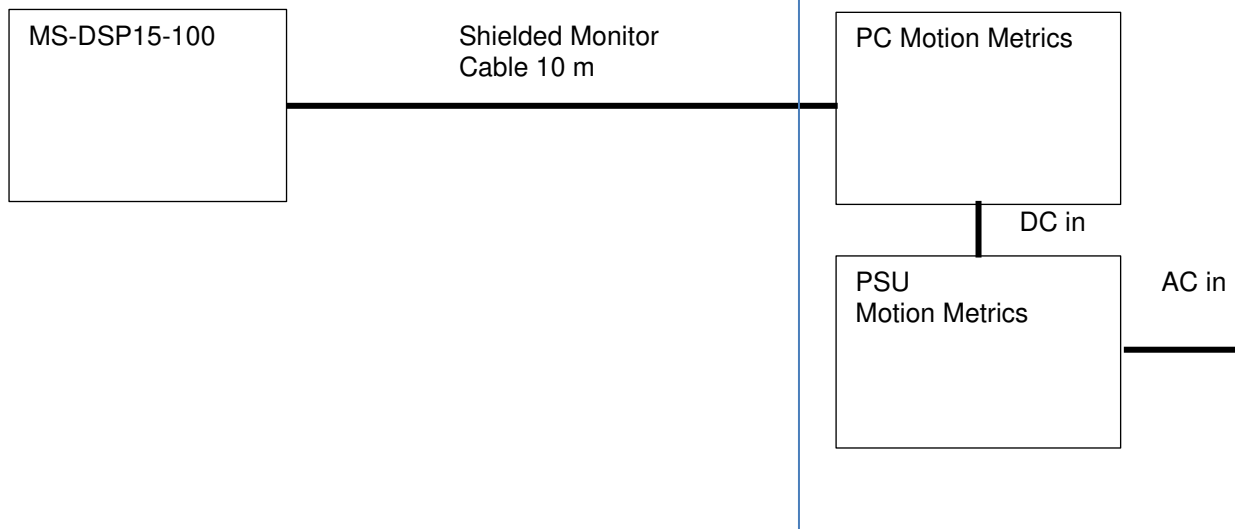 MS-DSP15-100
Shielded Monitor
Cable 10 m
PC Motion Metrics
DC in
PSU
Motion Metrics
AC in